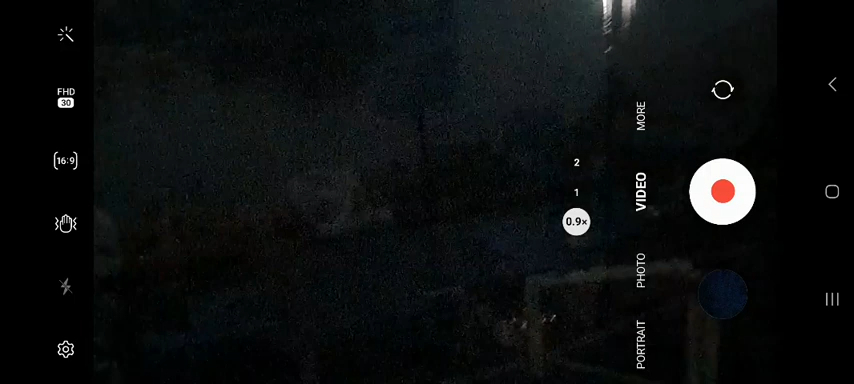 FHD
30
16:9
2
1
0.9×
MORE
VIDEO
PHOTO
PORTRAIT